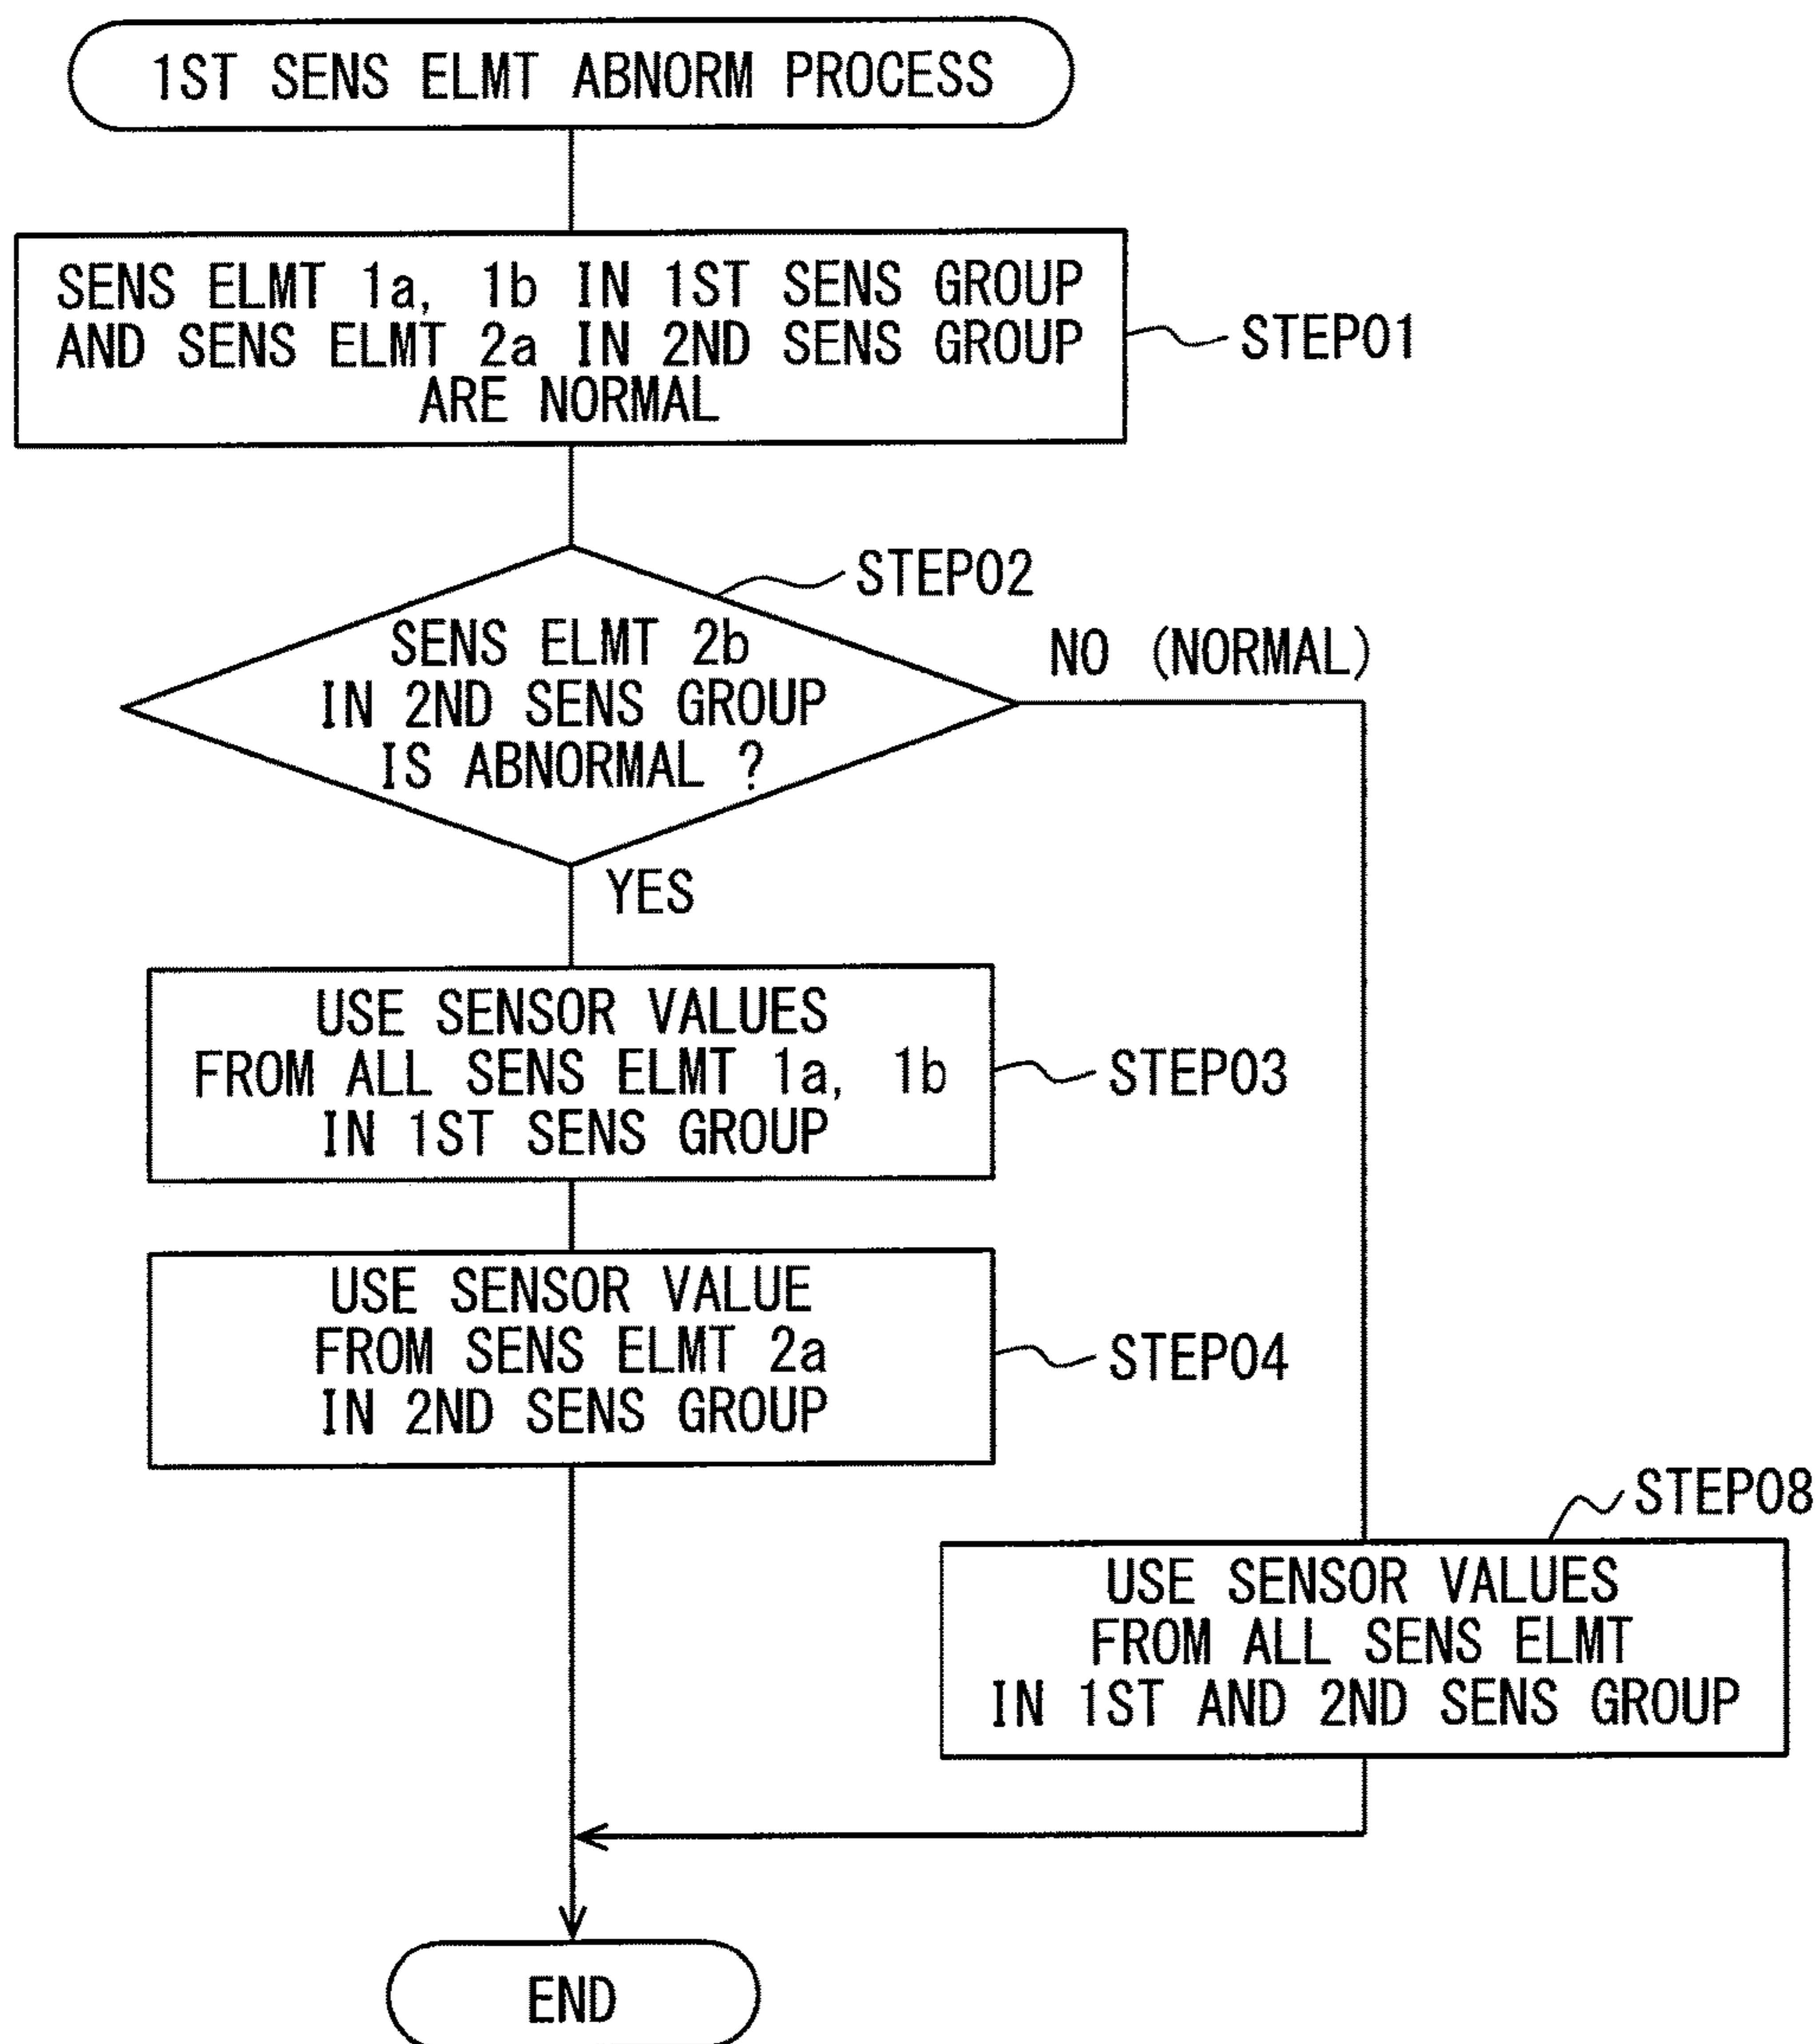 1ST SENS ELMT ABNORM PROCESS
SENS ELMT 1a, 1b IN 1ST SENS GROUP
AND SENS ELMT 2a IN 2ND SENS GROUP
ARE NORMAL
STEP01
STEP02
SENS ELMT 2b
IN 2ND SENS GROUP
IS ABNORMAL ?
NO (NORMAL)
YES
USE SENSOR VALUES
FROM ALL SENS ELMT 1a, 1b
IN 1ST SENS GROUP
STEP03
USE SENSOR VALUE
FROM SENS ELMT 2a
IN 2ND SENS GROUP
STEP04
STEP08
USE SENSOR VALUES
FROM ALL SENS ELMT
IN 1ST AND 2ND SENS GROUP
END